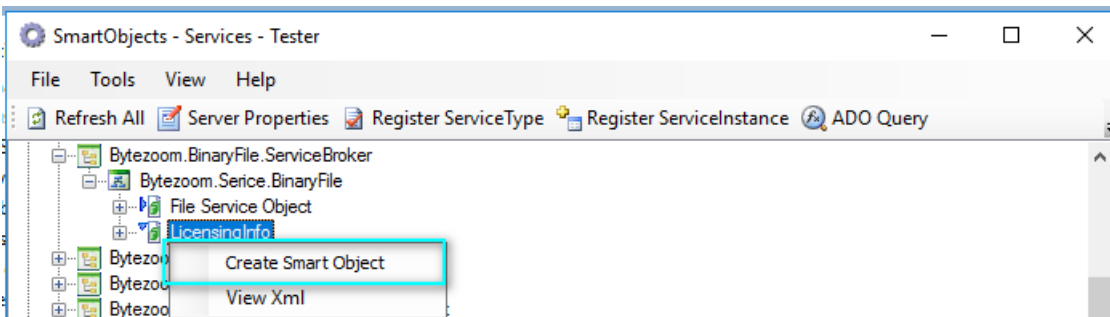 SmartObjects - Services - Tester
File Tools View Help
Refresh All Server Properties Register ServiceType Register ServiceInstance ADO Query
Bytezoom.BinaryFile.ServiceBroker
Bytezoom.Serice.BinaryFile
File Service Object
LicensingInfo
Create Smart Object
View Xml